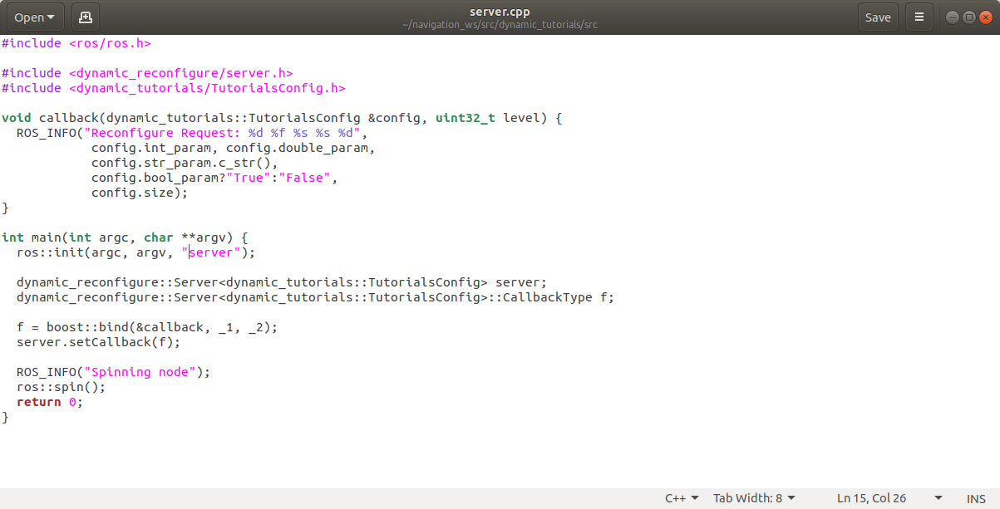 Open
server.cpp
~/navigation_ws/src/dynamic_tutorials/src
Save
#include <ros/ros.h>
#include <dynamic_reconfigure/server.h>
#include <dynamic_tutorials/TutorialsConfig.h>
void callback(dynamic_tutorials::TutorialsConfig &config, uint32_t level) {
  ROS_INFO("Reconfigure Request: %d %f %s %s %d",
            config.int_param, config.double_param,
            config.str_param.c_str(),
            config.bool_param?"True":"False",
            config.size);
}
int main(int argc, char **argv) {
  ros::init(argc, argv, "server");
  dynamic_reconfigure::Server<dynamic_tutorials::TutorialsConfig> server;
  dynamic_reconfigure::Server<dynamic_tutorials::TutorialsConfig>::CallbackType f;
  f = boost::bind(&callback, _1, _2);
  server.setCallback(f);
  ROS_INFO("Spinning node");
  ros::spin();
  return 0;
}
C++ Tab Width: 8 Ln 15, Col 26 INS